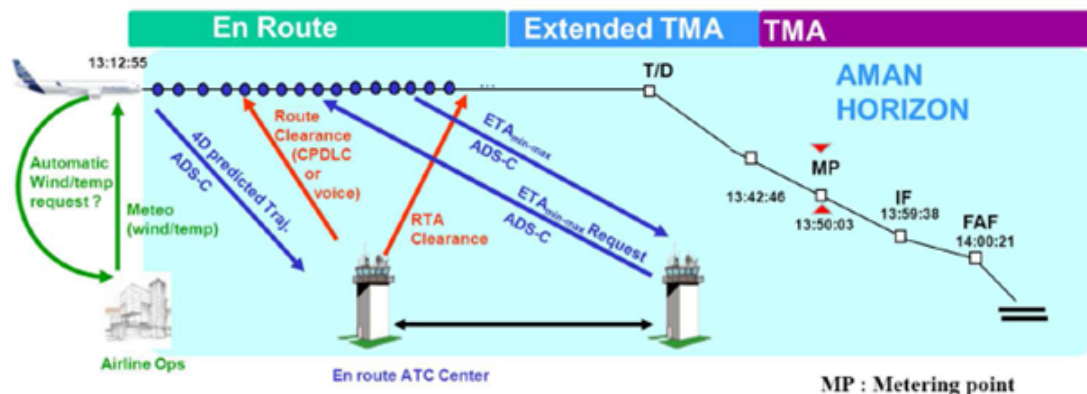 En Route
Extended TMA
TMA
13:12:55
T/D
AMAN
HORIZON
Automatic
Wind/temp
request ?
Meteo
(wind/temp)
4D predicted Traj.
ADS-C
Route
Clearance
(CPDLC
or
voice)
...
RTA
Clearance
ETAmin-max
ADS-C
ETAmin-max Request
ADS-C
MP
13:42:46
13:50:03
IF
13:59:38
FAF
14:00:21
Airline Ops
En route ATC Center
MP : Metering point